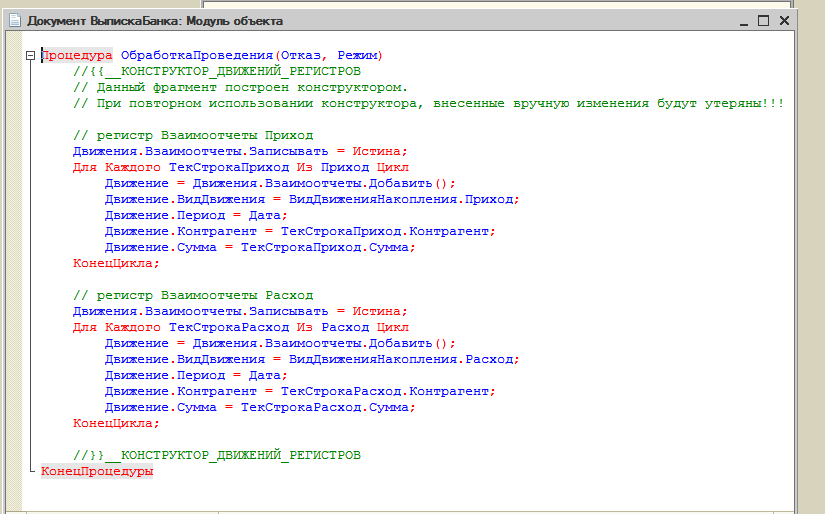 Документ ВыпискаБанка: Модуль объекта
Процедура ОбработкаПроведения(Отказ, Режим)
//{{__КОНСТРУКТОР_ДВИЖЕНИЙ_РЕГИСТРОВ
// Данный фрагмент построен конструктором.
// При повторном использовании конструктора, внесенные вручную изменения будут утеряны!!!
// регистр Взаимоотчеты Приход
Движения.Взаимоотчеты.Записывать = Истина;
Для Каждого ТекСтрокаПриход Из Приход Цикл
Движение = Движения.Взаимоотчеты.Добавить();
Движение.ВидДвижения = ВидДвиженияНакопления.Приход;
Движение.Период = Дата;
Движение.Контрагент = ТекСтрокаПриход.Контрагент;
Движение.Сумма = ТекСтрокаПриход.Сумма;
КонецЦикла;
// регистр Взаимоотчеты Расход
Движения.Взаимоотчеты.Записывать = Истина;
Для Каждого ТекСтрокаРасход Из Расход Цикл
Движение = Движения.Взаимоотчеты.Добавить();
Движение.ВидДвижения = ВидДвиженияНакопления.Расход;
Движение.Период = Дата;
Движение.Контрагент = ТекСтрокаРасход.Контрагент;
Движение.Сумма = ТекСтрокаРасход.Сумма;
КонецЦикла;
//}}__КОНСТРУКТОР_ДВИЖЕНИЙ_РЕГИСТРОВ
КонецПроцедуры